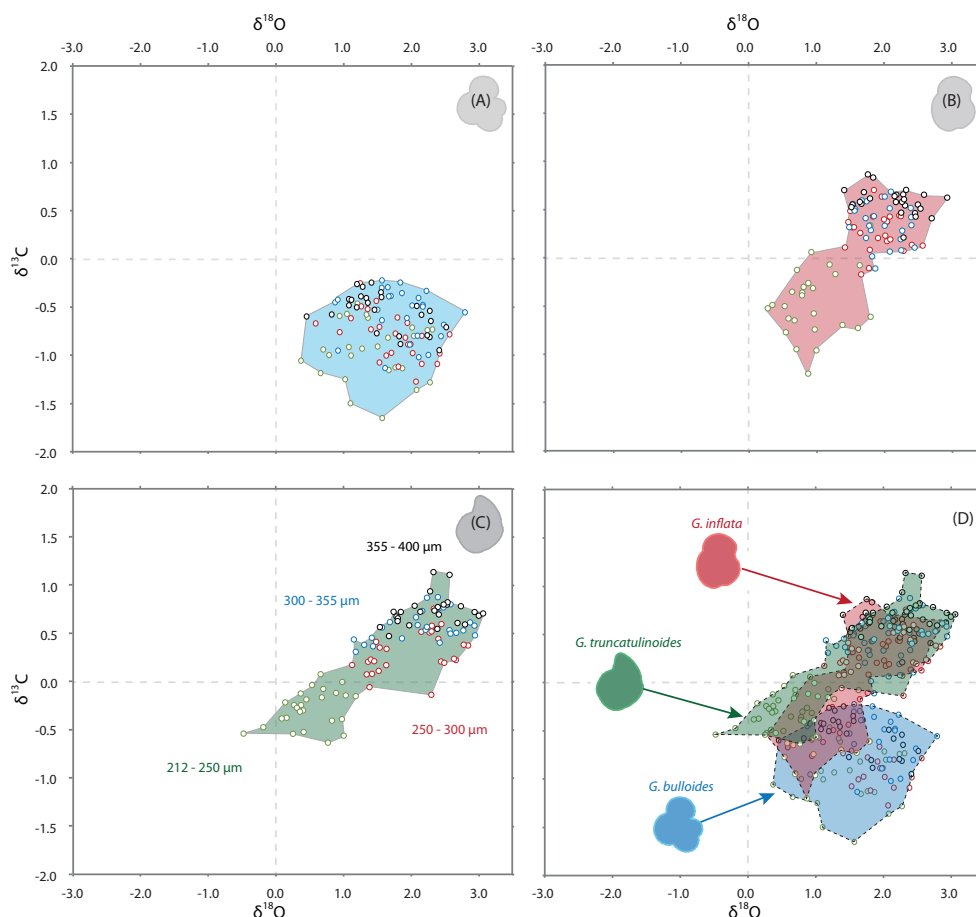 δ18O δ18O
-3.0 -2.0 -1.0 0.0 1.0 2.0 3.0 -3.0 -2.0 -1.0 0.0 1.0 2.0 3.0
2.0
(A) (B)
1.5
1.0
0.5
0.0
δ13C
-0.5
-1.0
-1.5
-2.0
2.0
(C) (D)
G. inflata
355 - 400 µm
1.5
1.0
300 - 355 µm
0.5
G. truncatulinoides
0.0
δ13C
250 - 300 µm
-0.5
212 - 250 µm
G. bulloides
-1.0
-1.5
-2.0
-3.0 -2.0 -1.0 0.0 1.0 2.0 3.0 -3.0 -2.0 -1.0 0.0 1.0 2.0 3.0
δ18O δ18O